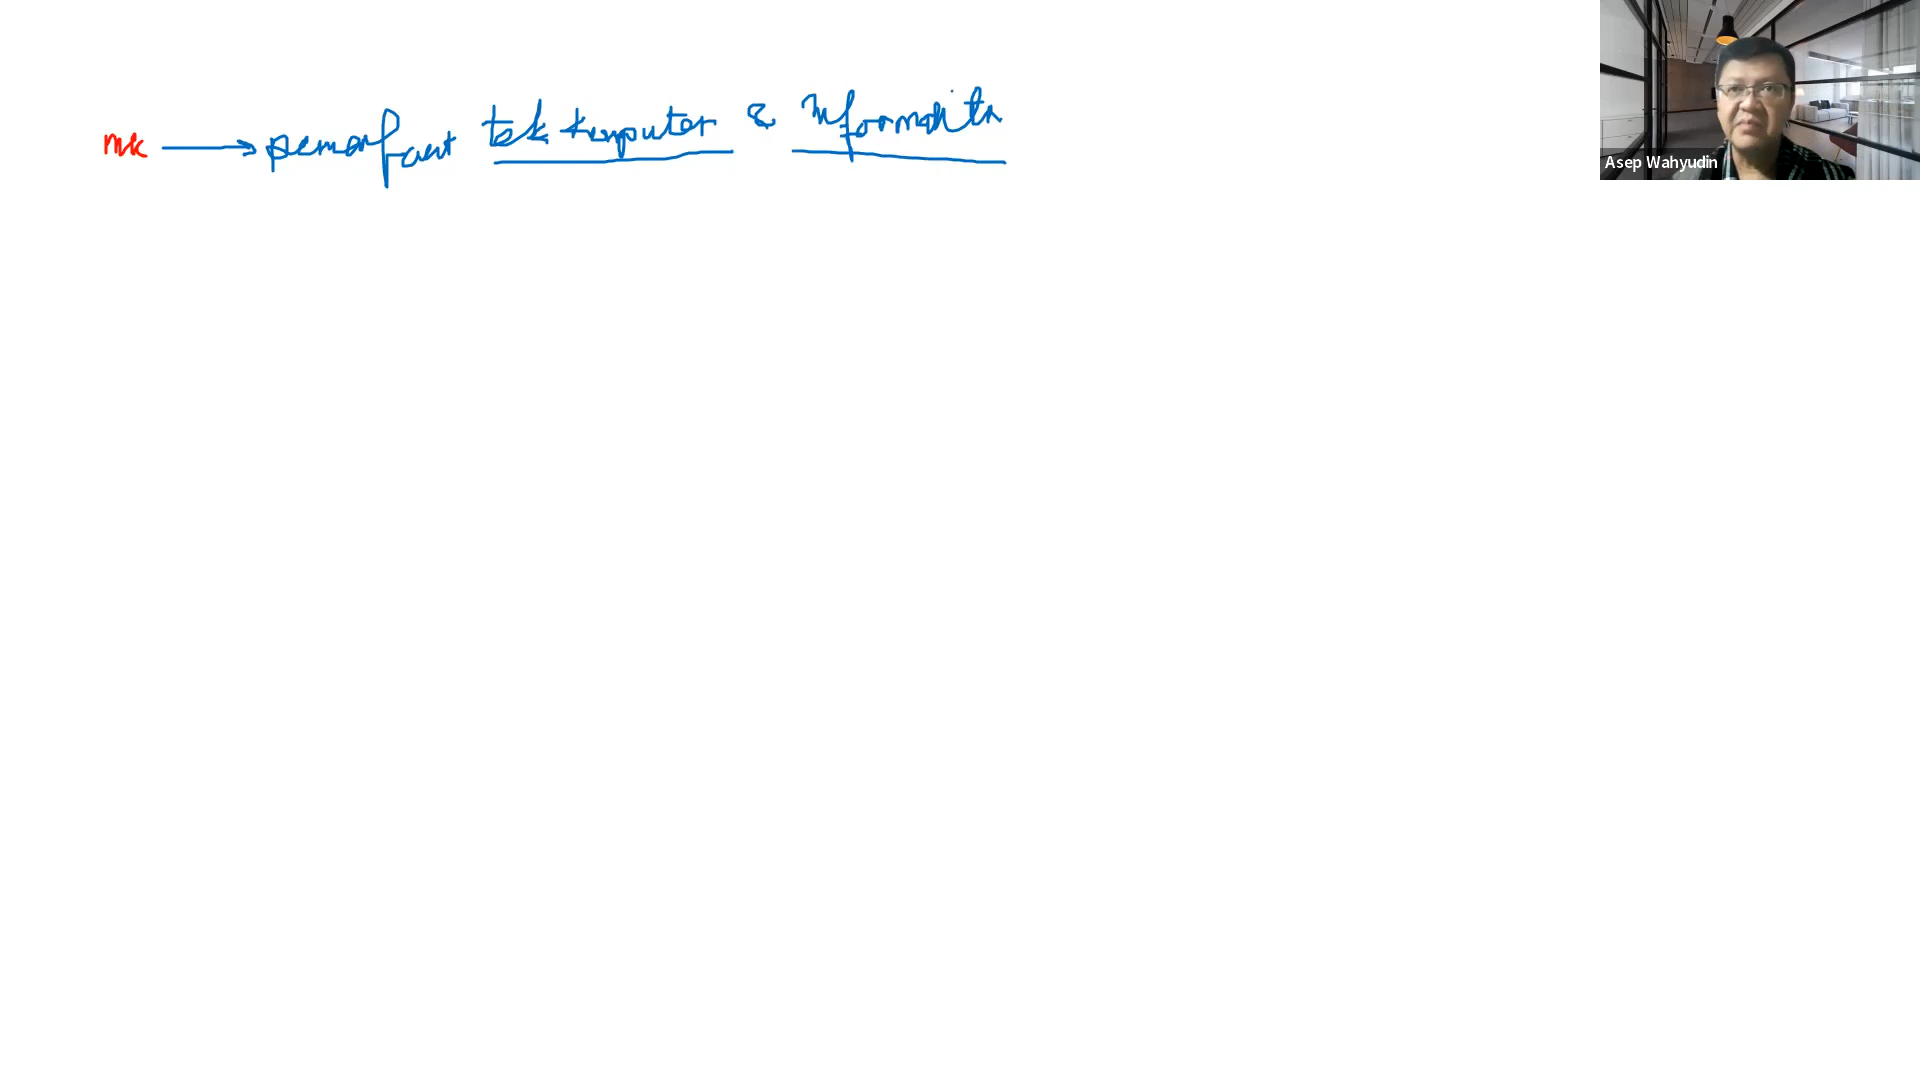 mk → pemanfaat tek komputer & informatika
Asep Wahyudin